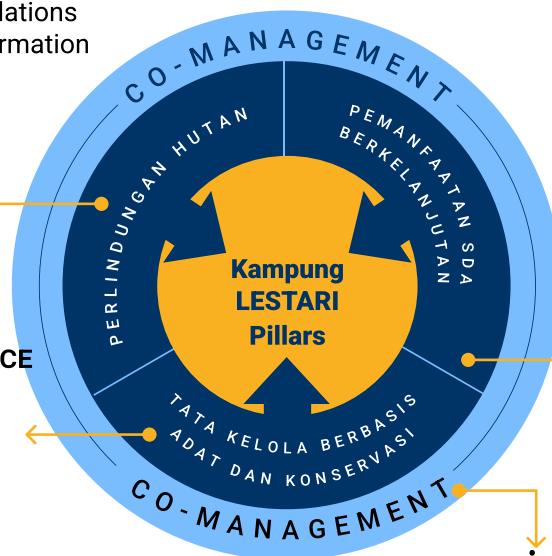 lations
rmation
CO-MANAGEMENT
PERLINDUNGAN HUTAN
PEMANFAATAN SDA
BERKELANJUTAN
Kampung
LESTARI
Pillars
CE
TATA KELOLA BERBASIS
ADAT DAN KONSERVASI
CO-MANAGEMENT